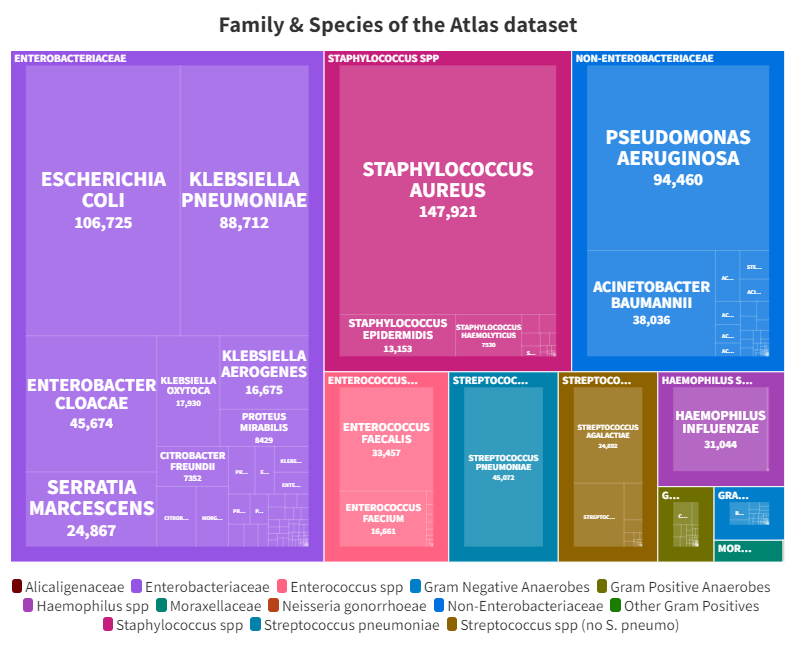 Family & Species of the Atlas dataset
ENTEROBACTERIACEAE
ESCHERICHIA
COLI
106,725
KLEBSIELLA
PNEUMONIAE
88,712
ENTEROBACTER
CLOACAE
45,674
KLEBSIELLA
OXYTOCA
17,930
KLEBSIELLA
AEROGENES
16,675
PROTEUS
MIRABILIS
8429
SERRATIA
MARCESCENS
24,867
CITROBACTER
FREUNDII
7352
PR...
E...
KLEBS...
ENTE...
CITROB...
MORG...
PR...
P...
STAPHYLOCOCCUS SPP
STAPHYLOCOCCUS
AUREUS
147,921
STAPHYLOCOCCUS
EPIDERMIDIS
13,153
STAPHYLOCOCCUS
HAEMOLYTICUS
7530
S...
NON-ENTEROBACTERIACEAE
PSEUDOMONAS
AERUGINOSA
94,460
ACINETOBACTER
BAUMANNII
38,036
AC...
STE...
ACI...
AC...
AC...
AC...
ENTEROCOCCUS...
ENTEROCOCCUS
FAECALIS
33,457
ENTEROCOCCUS
FAECIUM
16,661
STREPTOCOC...
STREPTOCOCCUS
PNEUMONIAE
45,072
STREPTOCO...
STREPTOCOCCUS
AGALACTIAE
24,892
STREPTOC...
HAEMOPHILUS S...
HAEMOPHILUS
INFLUENZAE
31,044
G...
C...
GRA...
B...
MOR...
Alicaligenaceae Enterobacteriaceae Enterococcus spp Gram Negative Anaerobes Gram Positive Anaerobes
Haemophilus spp Moraxellaceae Neisseria gonorrhoeae Non-Enterobacteriaceae Other Gram Positives
Staphylococcus spp Streptococcus pneumoniae Streptococcus spp (no S. pneumo)